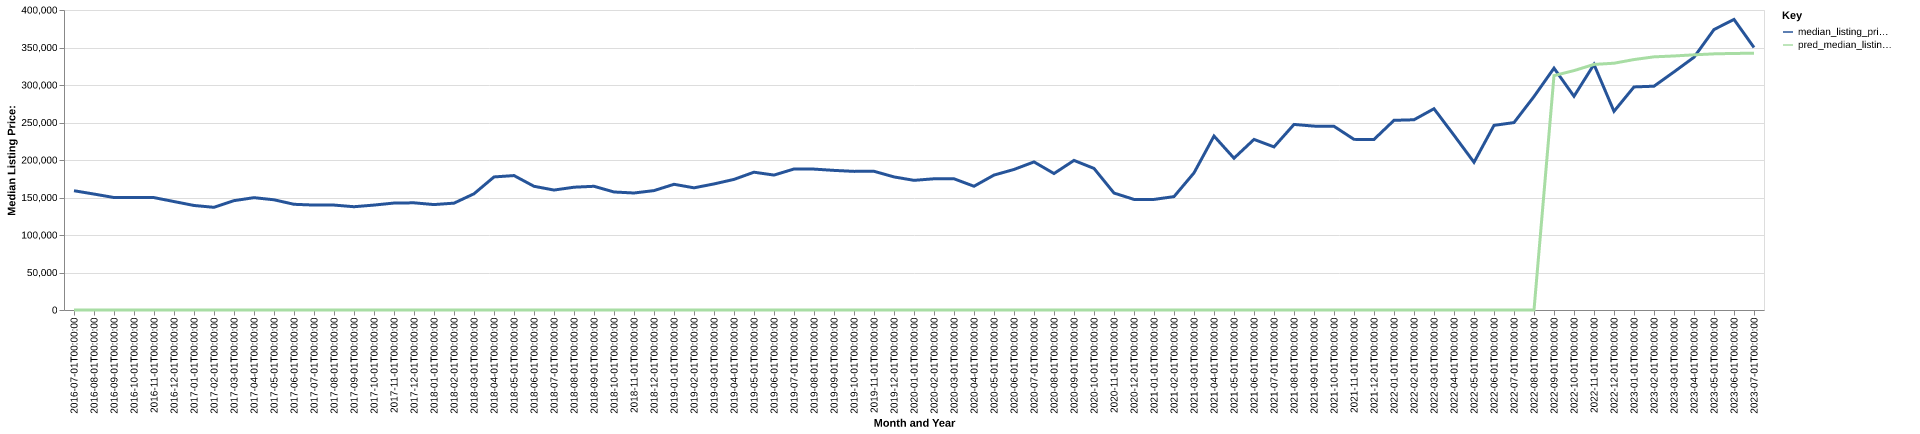 400,000
350,000
300,000
250,000
200,000
150,000
100,000
50,000
0
Median Listing Price:
2016-07-01T00:00:00
2016-08-01T00:00:00
2016-09-01T00:00:00
2016-10-01T00:00:00
2016-11-01T00:00:00
2016-12-01T00:00:00
2017-01-01T00:00:00
2017-02-01T00:00:00
2017-03-01T00:00:00
2017-04-01T00:00:00
2017-05-01T00:00:00
2017-06-01T00:00:00
2017-07-01T00:00:00
2017-08-01T00:00:00
2017-09-01T00:00:00
2017-10-01T00:00:00
2017-11-01T00:00:00
2017-12-01T00:00:00
2018-01-01T00:00:00
2018-02-01T00:00:00
2018-03-01T00:00:00
2018-04-01T00:00:00
2018-05-01T00:00:00
2018-06-01T00:00:00
2018-07-01T00:00:00
2018-08-01T00:00:00
2018-09-01T00:00:00
2018-10-01T00:00:00
2018-11-01T00:00:00
2018-12-01T00:00:00
2019-01-01T00:00:00
2019-02-01T00:00:00
2019-03-01T00:00:00
2019-04-01T00:00:00
2019-05-01T00:00:00
2019-06-01T00:00:00
2019-07-01T00:00:00
2019-08-01T00:00:00
2019-09-01T00:00:00
2019-10-01T00:00:00
2019-11-01T00:00:00
2019-12-01T00:00:00
2020-01-01T00:00:00
2020-02-01T00:00:00
2020-03-01T00:00:00
2020-04-01T00:00:00
2020-05-01T00:00:00
2020-06-01T00:00:00
2020-07-01T00:00:00
2020-08-01T00:00:00
2020-09-01T00:00:00
2020-10-01T00:00:00
2020-11-01T00:00:00
2020-12-01T00:00:00
2021-01-01T00:00:00
2021-02-01T00:00:00
2021-03-01T00:00:00
2021-04-01T00:00:00
2021-05-01T00:00:00
2021-06-01T00:00:00
2021-07-01T00:00:00
2021-08-01T00:00:00
2021-09-01T00:00:00
2021-10-01T00:00:00
2021-11-01T00:00:00
2021-12-01T00:00:00
2022-01-01T00:00:00
2022-02-01T00:00:00
2022-03-01T00:00:00
2022-04-01T00:00:00
2022-05-01T00:00:00
2022-06-01T00:00:00
2022-07-01T00:00:00
2022-08-01T00:00:00
2022-09-01T00:00:00
2022-10-01T00:00:00
2022-11-01T00:00:00
2022-12-01T00:00:00
2023-01-01T00:00:00
2023-02-01T00:00:00
2023-03-01T00:00:00
2023-04-01T00:00:00
2023-05-01T00:00:00
2023-06-01T00:00:00
2023-07-01T00:00:00
Month and Year
Key
median_listing_pri…
pred_median_listin…